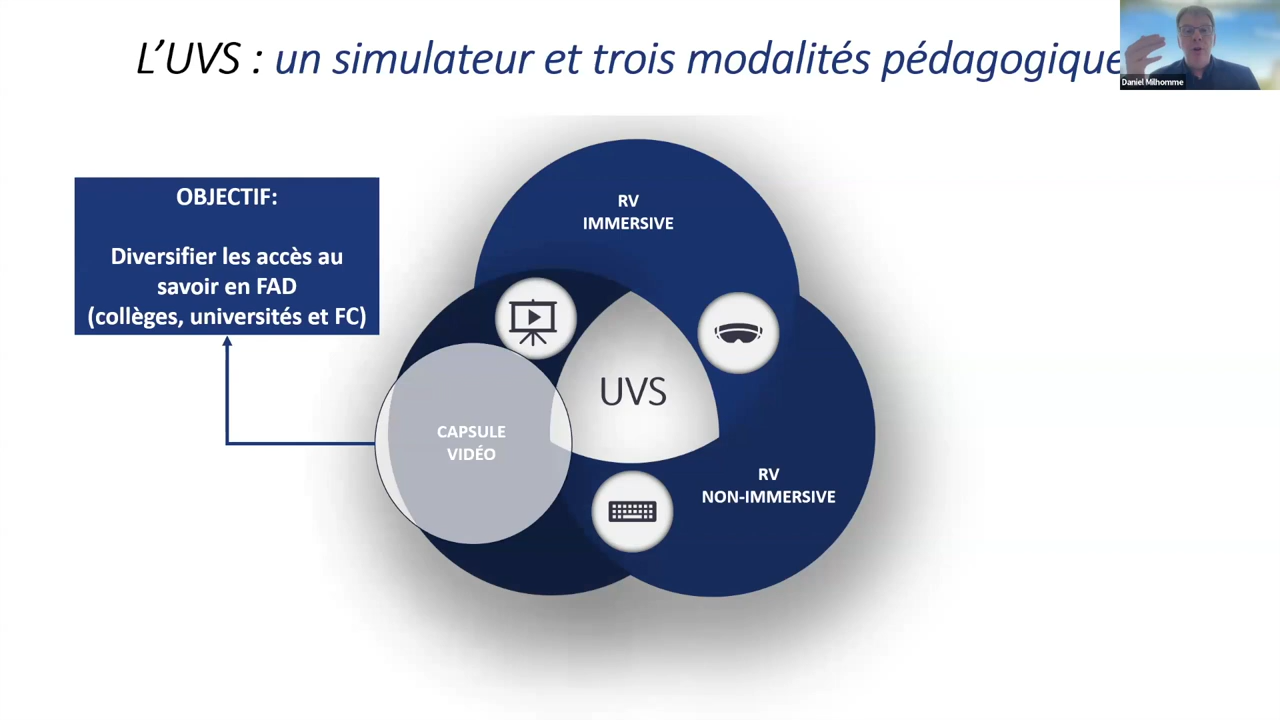 L'UVS : un simulateur et trois modalités pédagogique
Daniel Milhomme
OBJECTIF:
Diversifier les accès au
savoir en FAD
(collèges, universités et FC)
RV
IMMERSIVE
UVS
CAPSULE
VIDÉO
RV
NON-IMMERSIVE